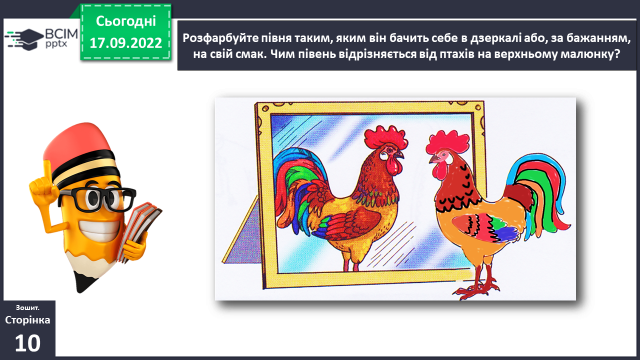 ВСІМ
pptx
Сьогодні
17.09.2022
Розфарбуйте півня таким, яким він бачить себе в дзеркалі або, за бажанням,
на свій смак. Чим півень відрізняється від птахів на верхньому малюнку?
Зошит.
Сторінка
10